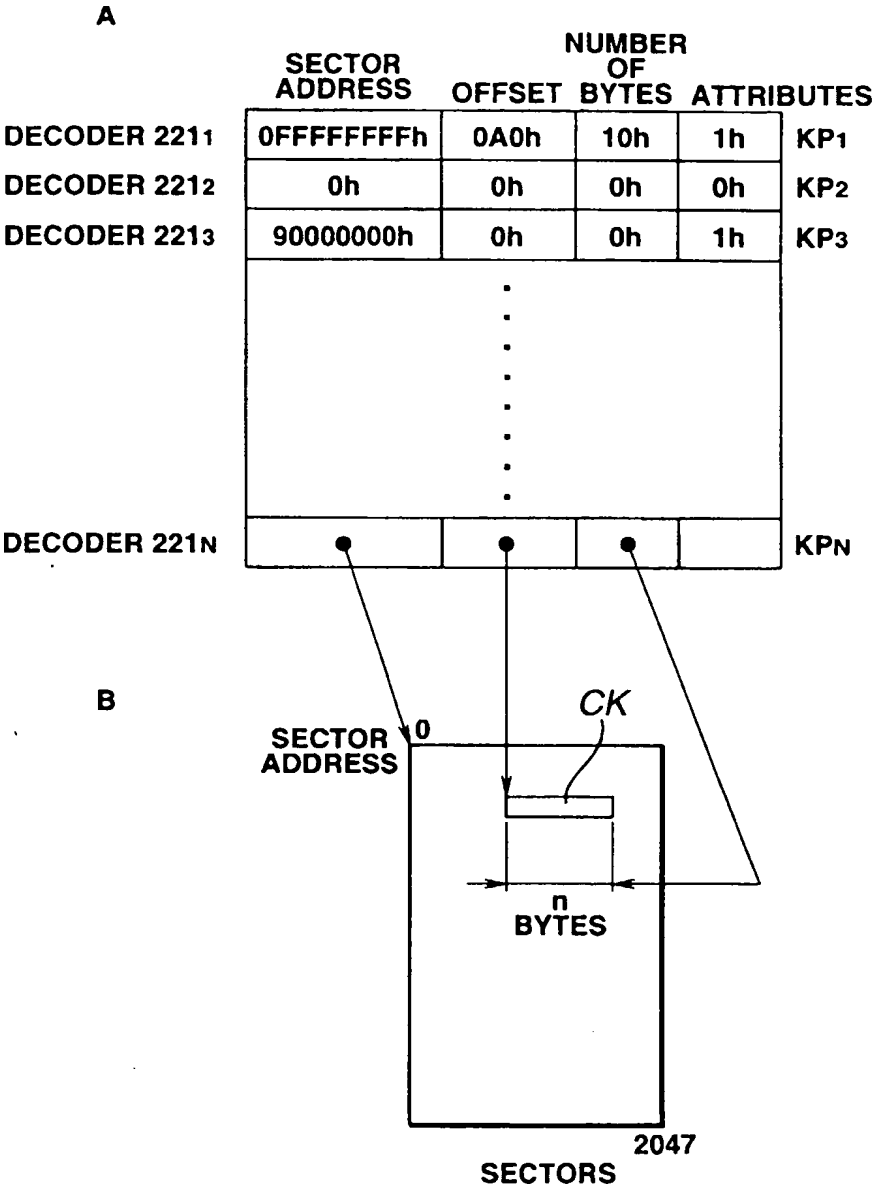 A
SECTOR ADDRESS
OFFSET
NUMBER OF BYTES
ATTRIBUTES
DECODER 221₁ 0FFFFFFFFh 0A0h 10h 1h KP₁
DECODER 221₂ 0h 0h 0h 0h KP₂
DECODER 221₃ 90000000h 0h 0h 1h KP₃
DECODER 221N KPN
B
CK
0
SECTOR
ADDRESS
n
BYTES
2047
SECTORS